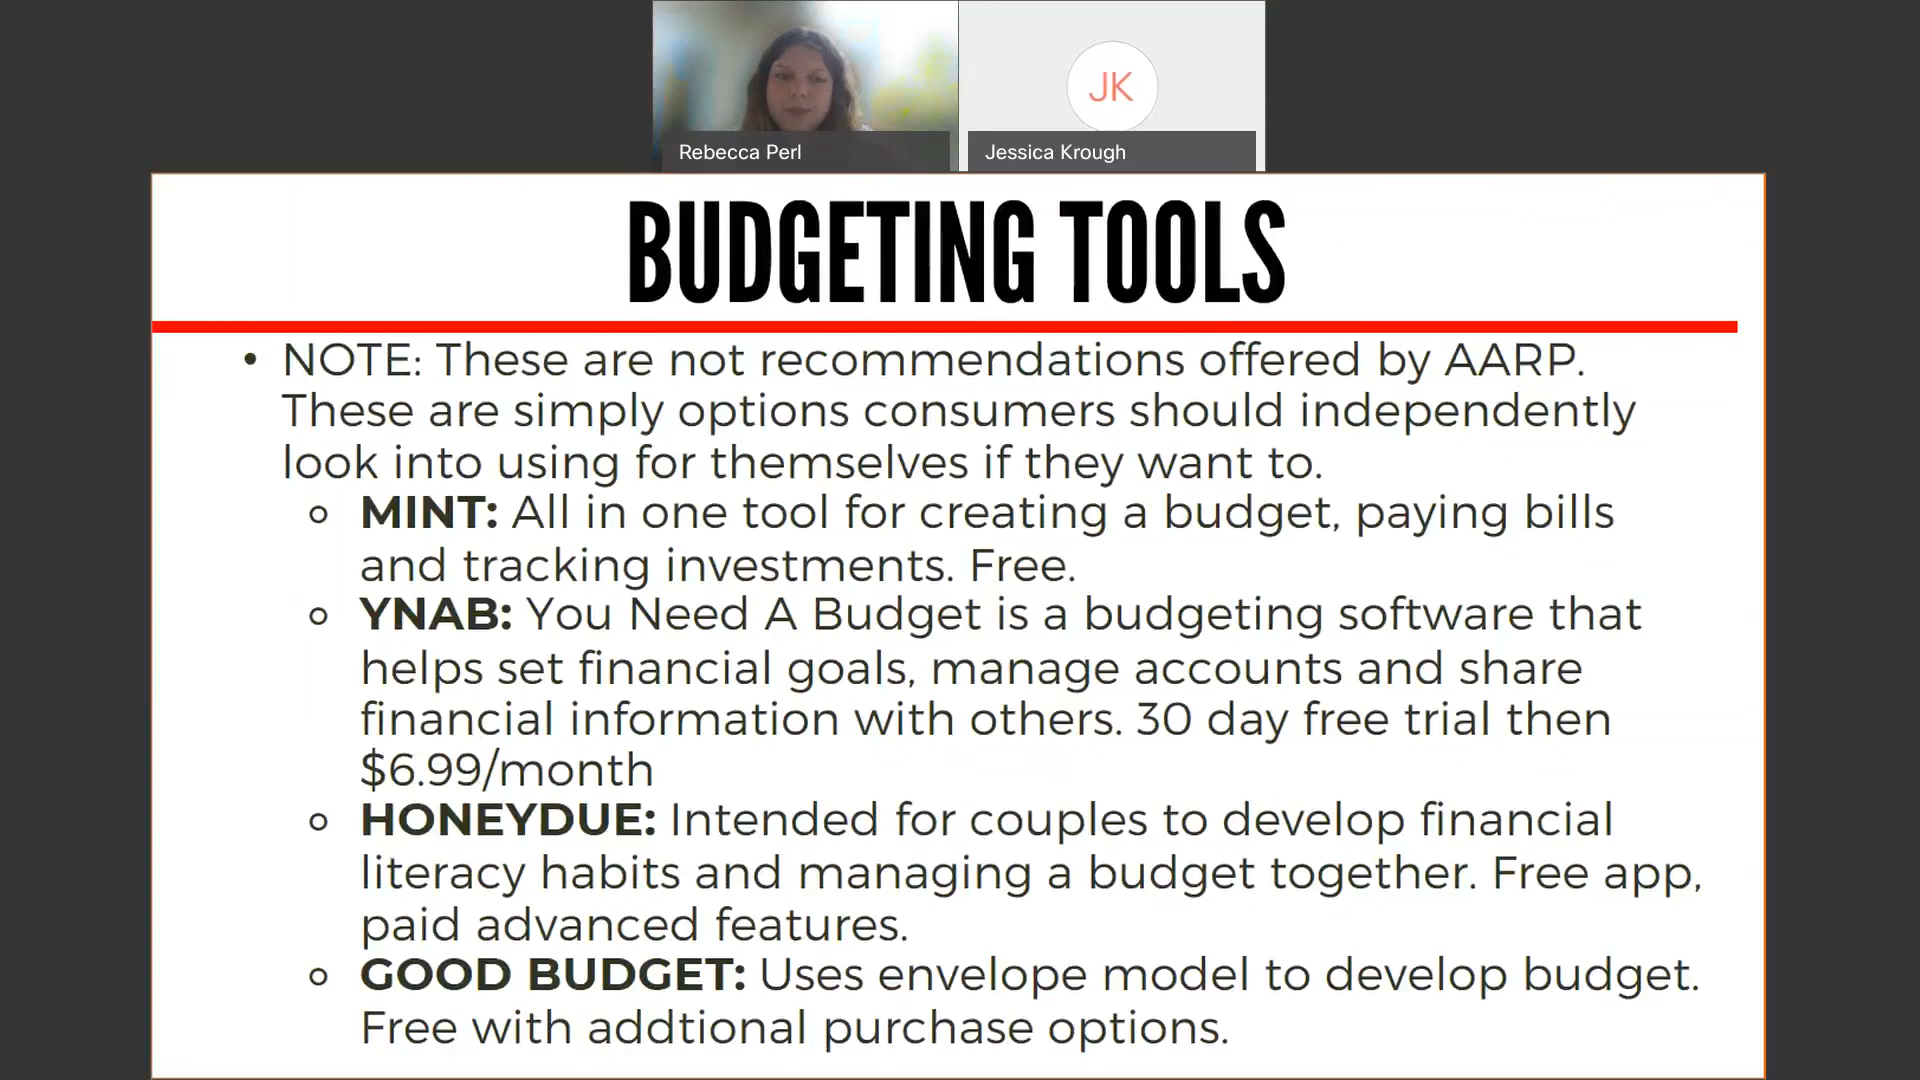 JK
Rebecca Perl
Jessica Krough
BUDGETING TOOLS
• NOTE: These are not recommendations offered by AARP.
These are simply options consumers should independently
look into using for themselves if they want to.
MINT: All in one tool for creating a budget, paying bills
and tracking investments. Free.
YNAB: You Need A Budget is a budgeting software that
helps set financial goals, manage accounts and share
financial information with others. 30 day free trial then
$6.99/month
HONEYDUE: Intended for couples to develop financial
literacy habits and managing a budget together. Free app,
paid advanced features.
GOOD BUDGET: Uses envelope model to develop budget.
Free with addtional purchase options.